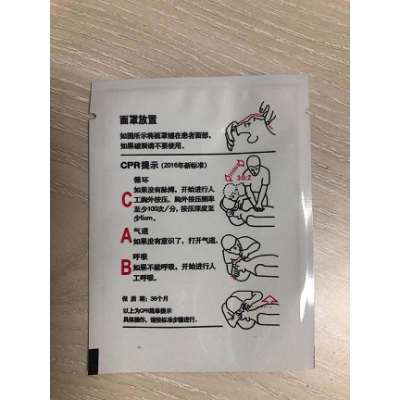 面罩放置
如图所示将面罩铺在患者面部。
如果破裂请不要使用。
CPR提示（2016年新标准）
30:2
循环
C
如果没有脉搏，开始进行人
工胸外按压。胸外按压频率
至少100次／分，按压深度至
少5cm。
A
气道
如果没有意识了，打开气道。
B
呼吸
如果不能呼吸，开始进行人
工呼吸。
保 质 期：36个月
以上为CPR简单提示
具体操作，请按标准步骤进行。